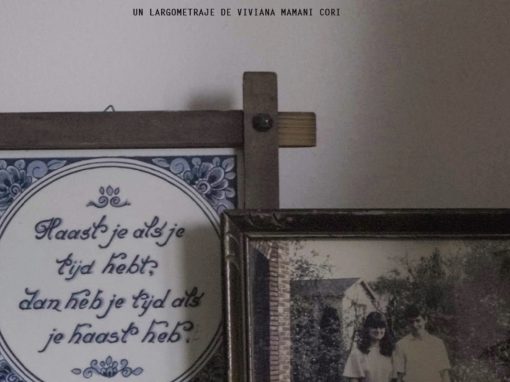 UN LARGOMETRAJE DE VIVIANA MAMANI CORI
Haast je als je
tijd hebt?
dan heb je tijd als
je haast heb.